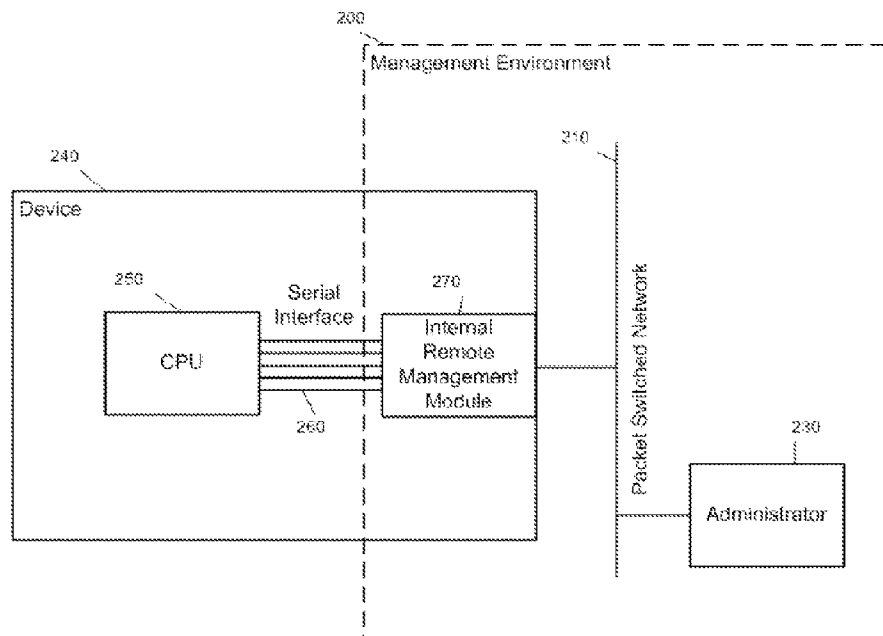 200
Management Environment
210
240
Device
250
Serial
Interface
270
CPU
Internal
Remote
Management
Module
260
Packet Switched Network
230
Administrator